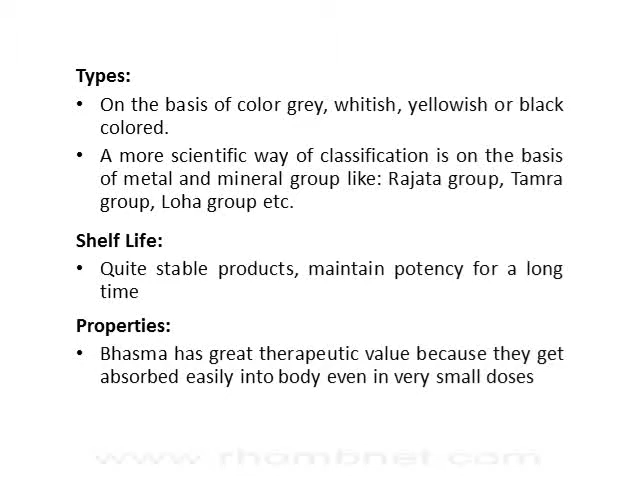 Types:
• On the basis of color grey, whitish, yellowish or black
colored.
• A more scientific way of classification is on the basis
of metal and mineral group like: Rajata group, Tamra
group, Loha group etc.
Shelf Life:
• Quite stable products, maintain potency for a long
time
Properties:
• Bhasma has great therapeutic value because they get
absorbed easily into body even in very small doses
www.rhombnet.com